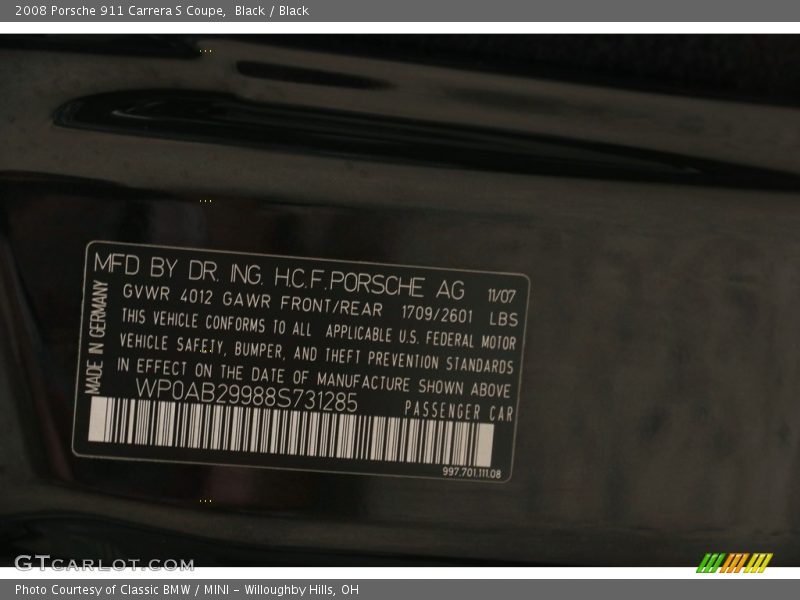 2008 Porsche 911 Carrera S Coupe, Black / Black
MFD BY DR. ING. H.C.F.PORSCHE AG 11/07
GVWR 4012 GAWR FRONT/REAR 1709/2601 LBS
THIS VEHICLE CONFORMS TO ALL APPLICABLE U.S. FEDERAL MOTOR
VEHICLE SAFETY, BUMPER, AND THEFT PREVENTION STANDARDS
IN EFFECT ON THE DATE OF MANUFACTURE SHOWN ABOVE
WP0AB29988S731285 PASSENGER CAR
MADE IN GERMANY
997.701.111.08
GTcarlot.com
Photo Courtesy of Classic BMW / MINI - Willoughby Hills, OH